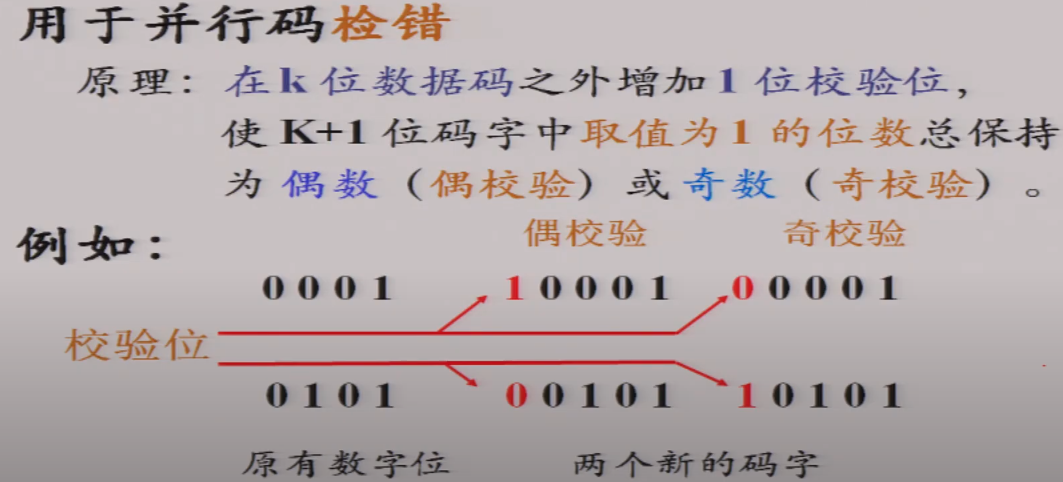 用于并行码检错
原理：在k位数据码之外增加1位校验位，
使K+1位码字中取值为1的位数总保持
为偶数（偶校验）或奇数（奇校验）。
例如：
偶校验 奇校验
0001 10001 00001
校验位
0101 00101 10101
原有数字位 两个新的码字